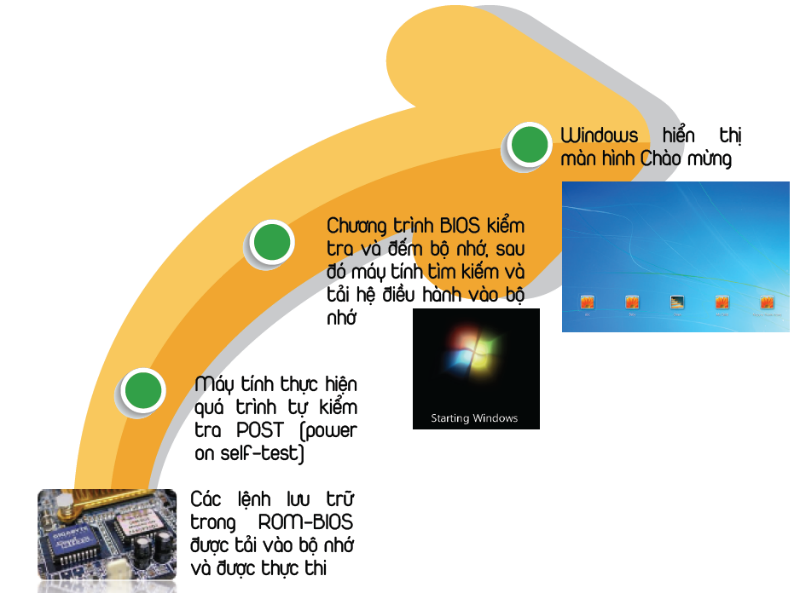 Windows hiển thị
màn hình Chào mừng
Chương trình BIOS kiểm
tra và đếm bộ nhớ, sau
đó máy tính tìm kiếm và
tải hệ điều hành vào bộ
nhớ
Starting Windows
Máy tính thực hiện
quá trình tự kiểm
tra POST (power
on self-test)
Các lệnh lưu trữ
trong ROM-BIOS
được tải vào bộ nhớ
và được thực thi
GIGABYTE